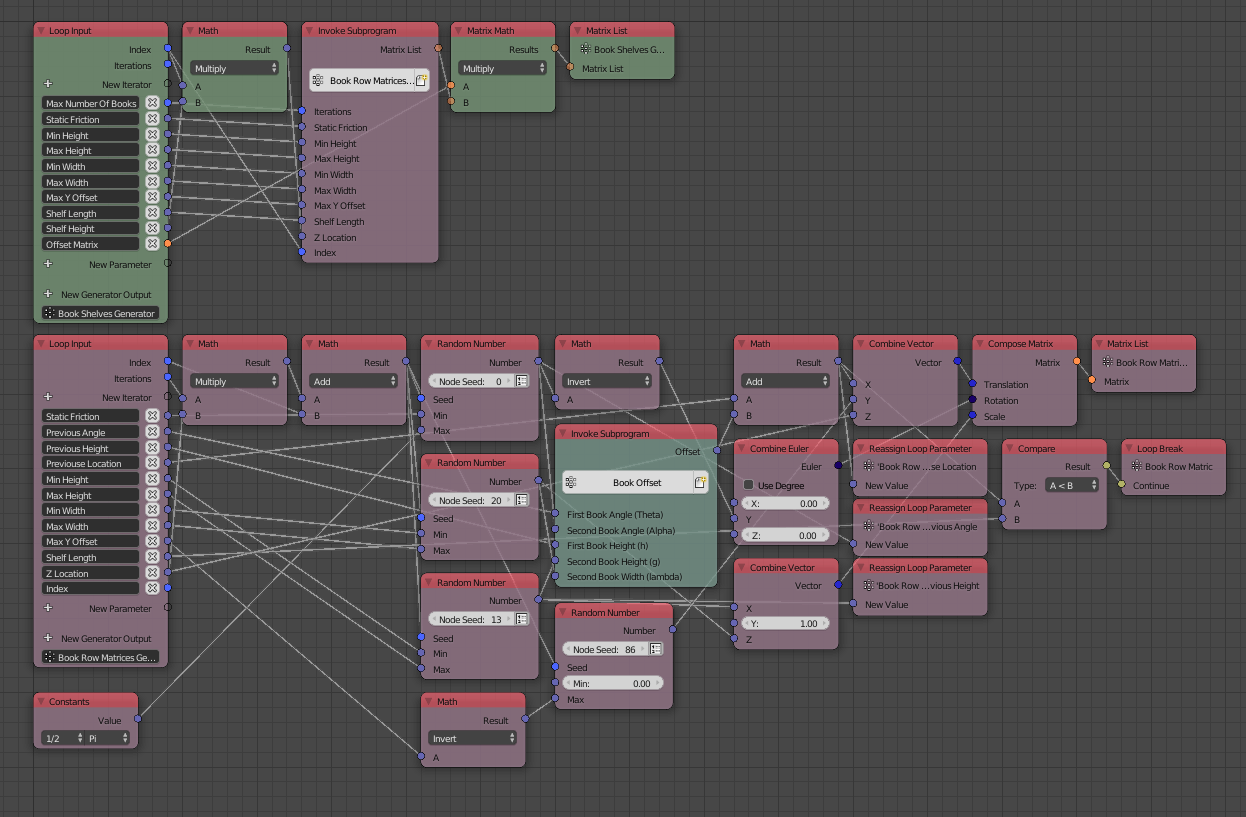 Loop Input
Index
Iterations
New Iterator
Max Number Of Books
Static Friction
Min Height
Max Height
Min Width
Max Width
Max Y Offset
Shelf Length
Shelf Height
Offset Matrix
New Parameter
New Generator Output
Book Shelves Generator
Math
Result
Multiply
A
B
Invoke Subprogram
Matrix List
Book Row Matrices...
Iterations
Static Friction
Min Height
Max Height
Min Width
Max Width
Max Y Offset
Shelf Length
Z Location
Index
Matrix Math
Results
Multiply
A
B
Matrix List
Book Shelves G...
Matrix List
Loop Input
Index
Iterations
New Iterator
Static Friction
Previous Angle
Previous Height
Previouse Location
Min Height
Max Height
Min Width
Max Width
Max Y Offset
Shelf Length
Z Location
Index
New Parameter
New Generator Output
Book Row Matrices Ge...
Constants
Value
1/2 Pi
Math
Result
Multiply
A
B
Math
Result
Add
A
B
Random Number
Number
Node Seed: 0
Seed
Min
Max
Random Number
Number
Node Seed: 20
Seed
Min
Max
Random Number
Number
Node Seed: 13
Seed
Min
Max
Math
Result
Invert
A
Math
Result
Invert
A
Invoke Subprogram
Offset
Book Offset
First Book Angle (Theta)
Second Book Angle (Alpha)
First Book Height (h)
Second Book Height (g)
Second Book Width (lambda)
Random Number
Number
Node Seed: 86
Seed
Min: 0.00
Max
Math
Result
Add
A
B
Combine Euler
Euler
Use Degree
X: 0.00
Y
Z: 0.00
Combine Vector
Vector
X
Y: 1.00
Z
Combine Vector
Vector
X
Y
Z
Reassign Loop Parameter
'Book Row ...se Location
New Value
Reassign Loop Parameter
'Book Row ...vious Angle
New Value
Reassign Loop Parameter
'Book Row ...vious Height
New Value
Compose Matrix
Matrix
Translation
Rotation
Scale
Compare
Result
Type: A < B
A
B
Matrix List
Book Row Matri...
Matrix
Loop Break
Book Row Matric
Continue